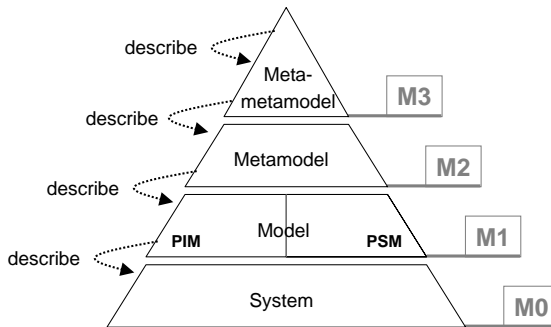 describe
Meta-
metamodel
M3
describe
Metamodel
M2
describe
PIM
Model
PSM
M1
describe
System
M0